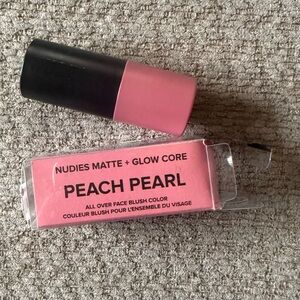 NUDIES MATTE + GLOW CORE
PEACH PEARL
ALL OVER FACE BLUSH COLOR
COULEUR BLUSH POUR L'ENSEMBLE DU VISAGE